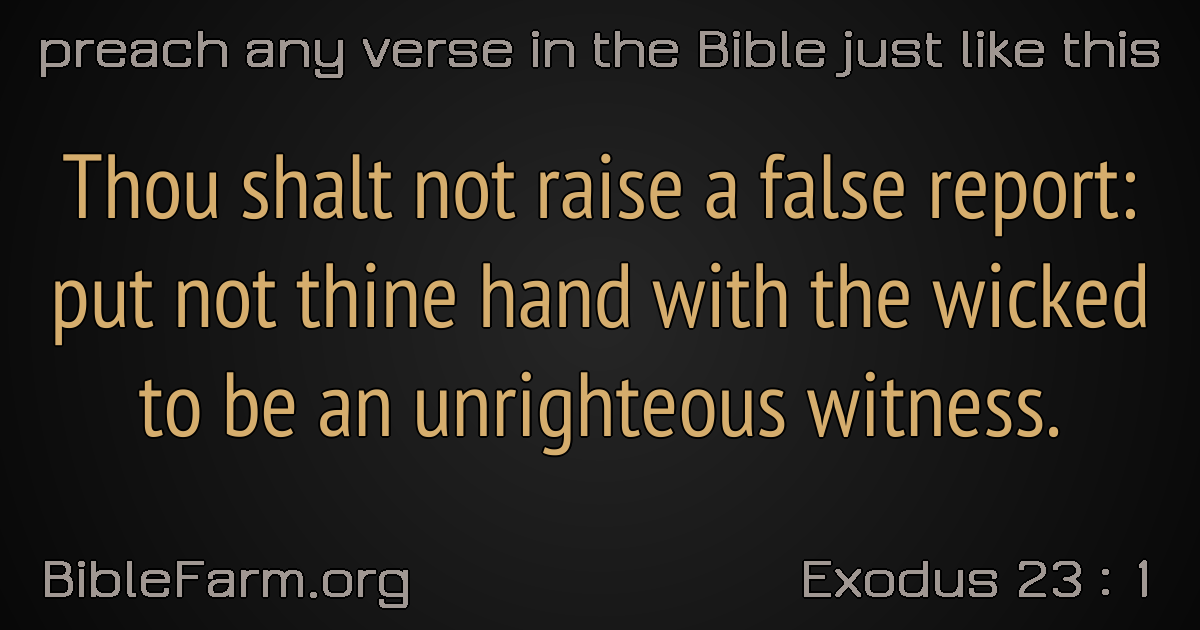 preach any verse in the Bible just like this
Thou shalt not raise a false report:
put not thine hand with the wicked
to be an unrighteous witness.
BibleFarm.org
Exodus 23 : 1